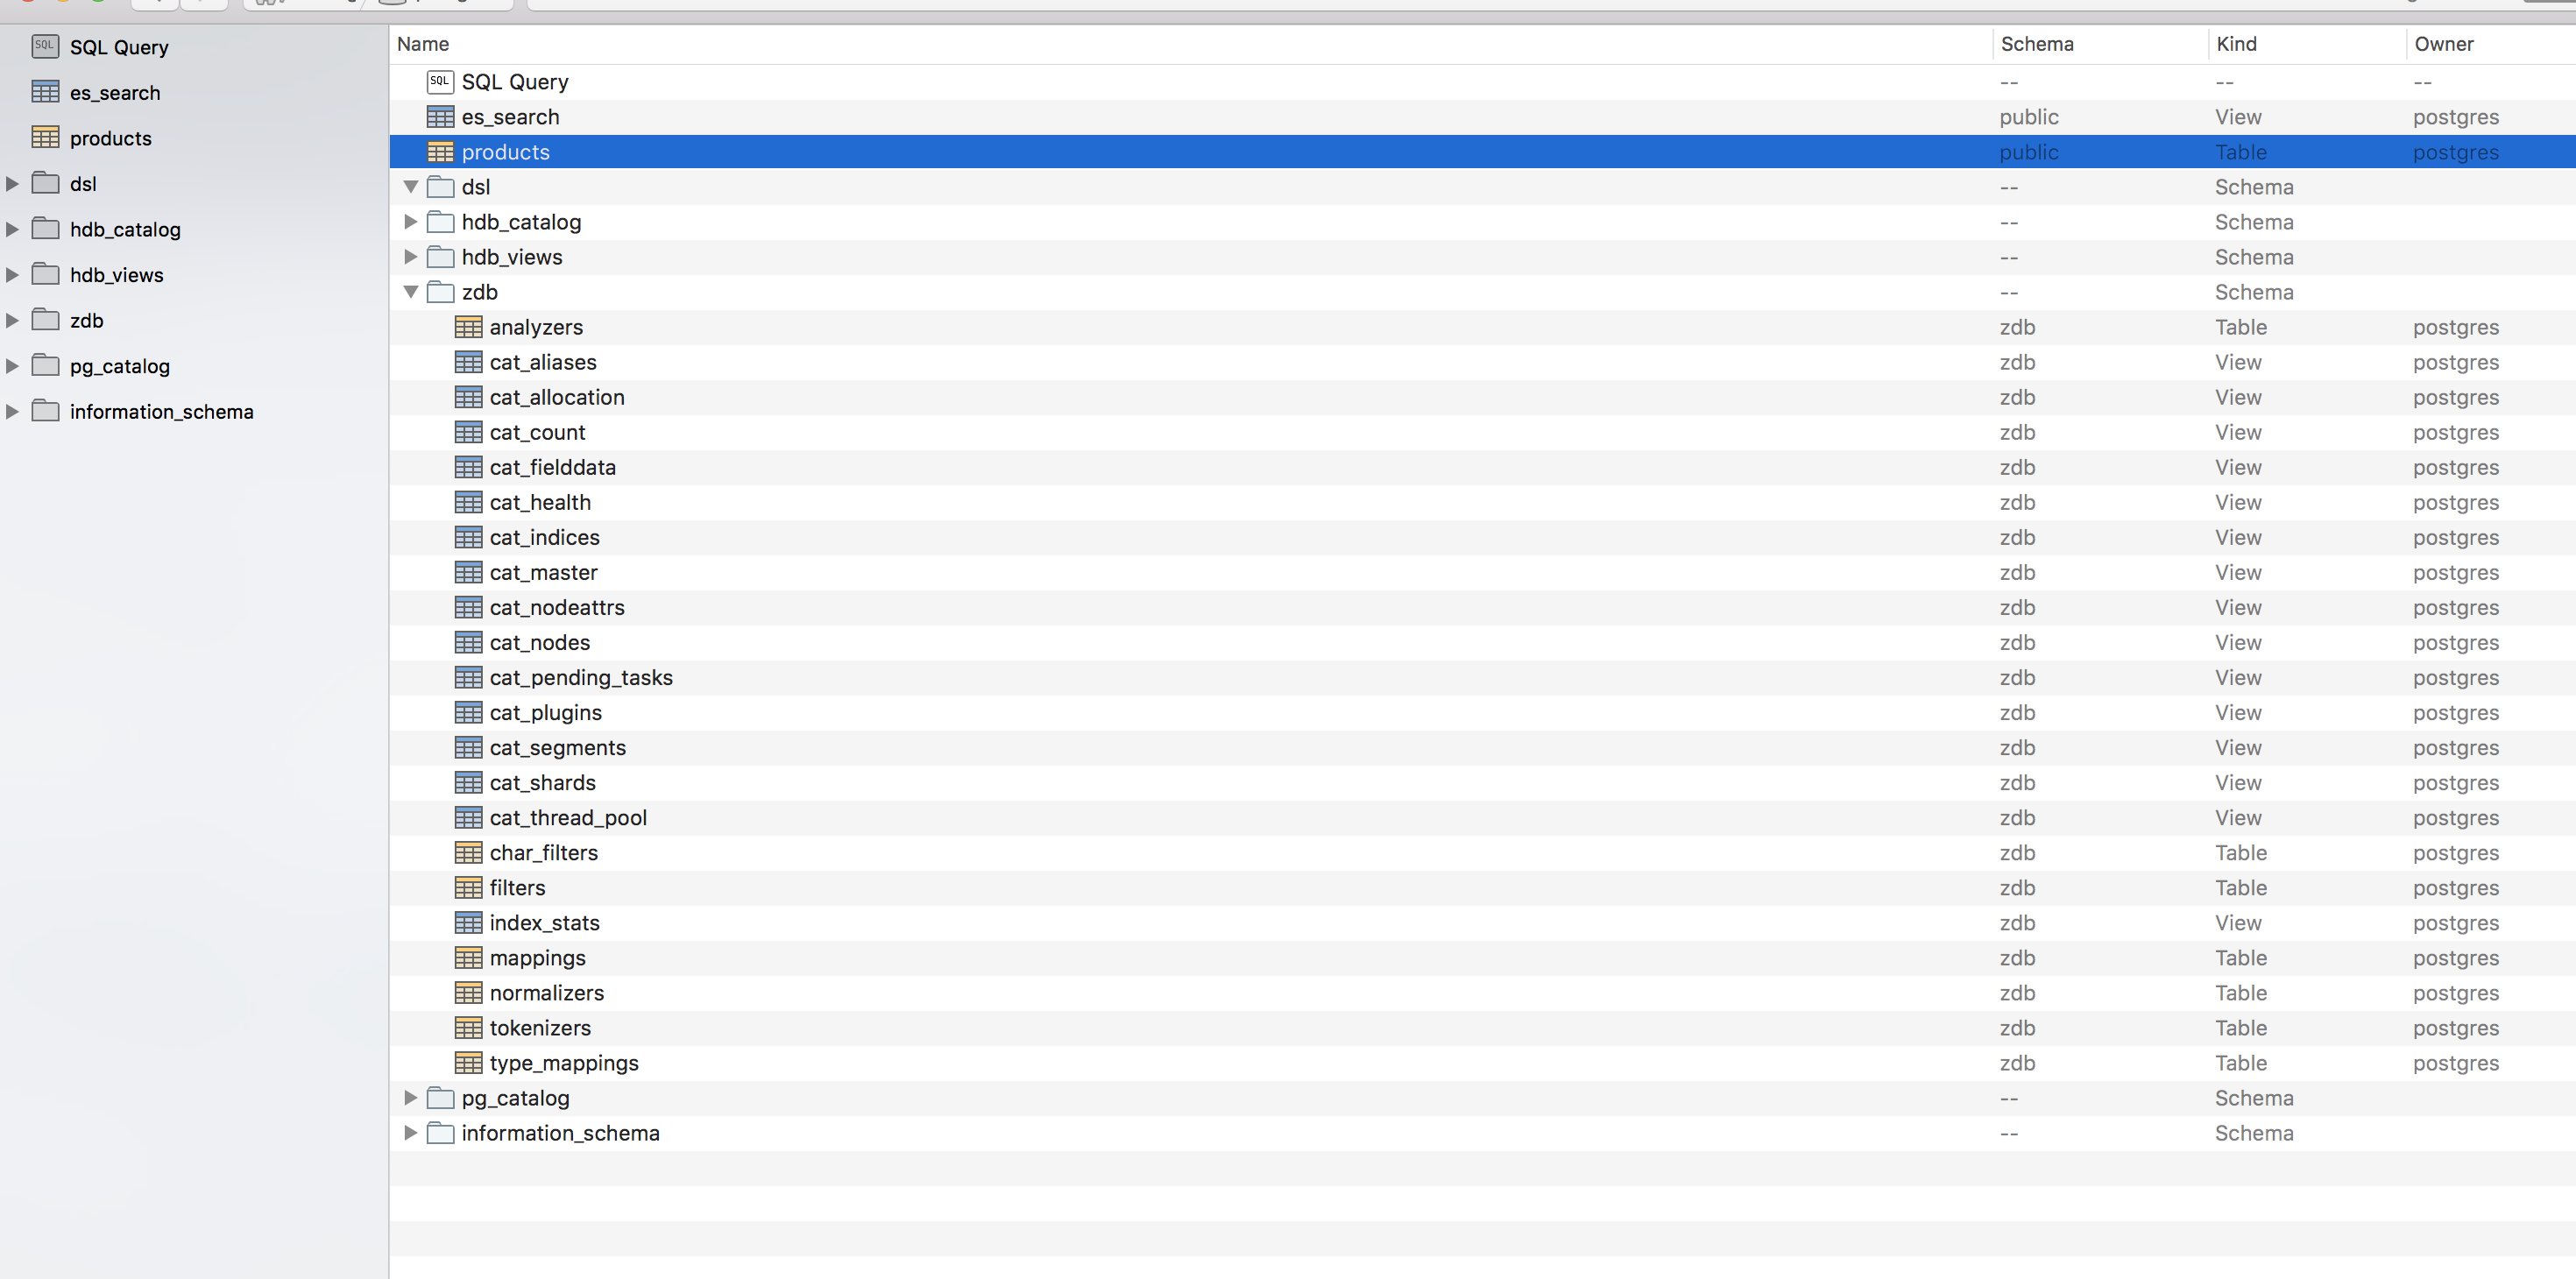 SQL SQL Query
es_search
products
dsl
hdb_catalog
hdb_views
zdb
pg_catalog
information_schema
Name Schema Kind Owner
SQL SQL Query -- -- --
es_search public View postgres
products public Table postgres
dsl -- Schema
hdb_catalog -- Schema
hdb_views -- Schema
zdb -- Schema
analyzers zdb Table postgres
cat_aliases zdb View postgres
cat_allocation zdb View postgres
cat_count zdb View postgres
cat_fielddata zdb View postgres
cat_health zdb View postgres
cat_indices zdb View postgres
cat_master zdb View postgres
cat_nodeattrs zdb View postgres
cat_nodes zdb View postgres
cat_pending_tasks zdb View postgres
cat_plugins zdb View postgres
cat_segments zdb View postgres
cat_shards zdb View postgres
cat_thread_pool zdb View postgres
char_filters zdb Table postgres
filters zdb Table postgres
index_stats zdb View postgres
mappings zdb Table postgres
normalizers zdb Table postgres
tokenizers zdb Table postgres
type_mappings zdb Table postgres
pg_catalog -- Schema
information_schema -- Schema